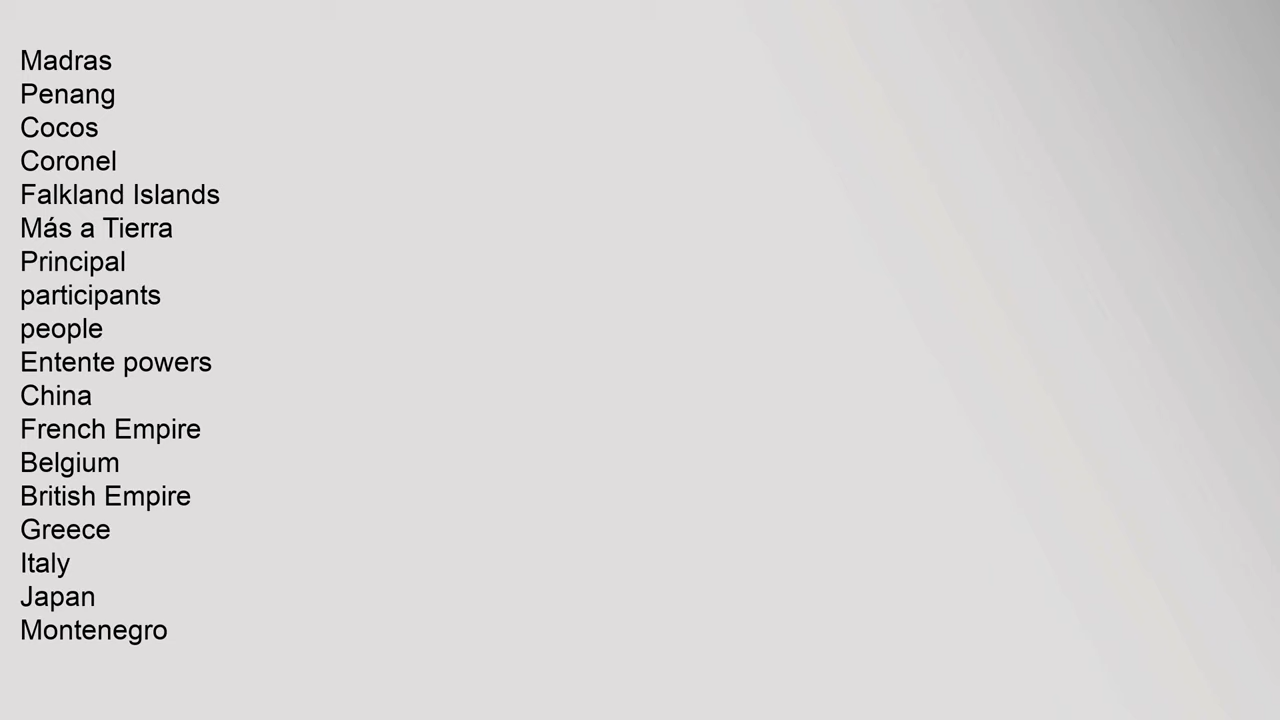 Madras
Penang
Cocos
Coronel
Falkland Islands
Más a Tierra
Principal
participants
people
Entente powers
China
French Empire
Belgium
British Empire
Greece
Italy
Japan
Montenegro